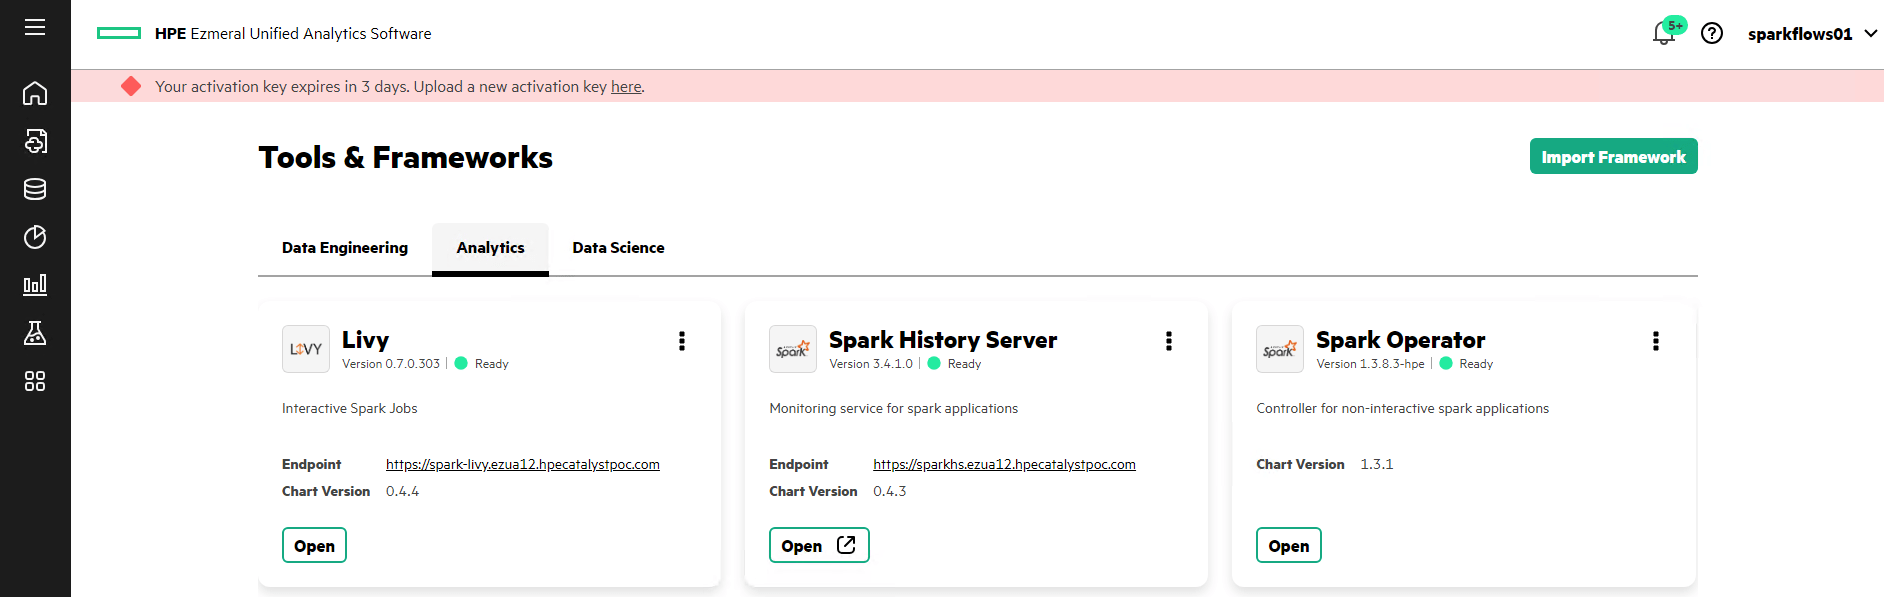 HPE Ezmeral Unified Analytics Software
5+
sparkflows01
Your activation key expires in 3 days. Upload a new activation key here.
Tools & Frameworks
Import Framework
Data Engineering
Analytics
Data Science
LIVY
Livy
Version 0.7.0.303 | Ready
Interactive Spark Jobs
Endpoint https://spark-livy.ezua12.hpecatalystpoc.com
Chart Version 0.4.4
Open
Spark
Spark History Server
Version 3.4.1.0 | Ready
Monitoring service for spark applications
Endpoint https://sparkhs.ezua12.hpecatalystpoc.com
Chart Version 0.4.3
Open
Spark
Spark Operator
Version 1.3.8.3-hpe | Ready
Controller for non-interactive spark applications
Chart Version 1.3.1
Open